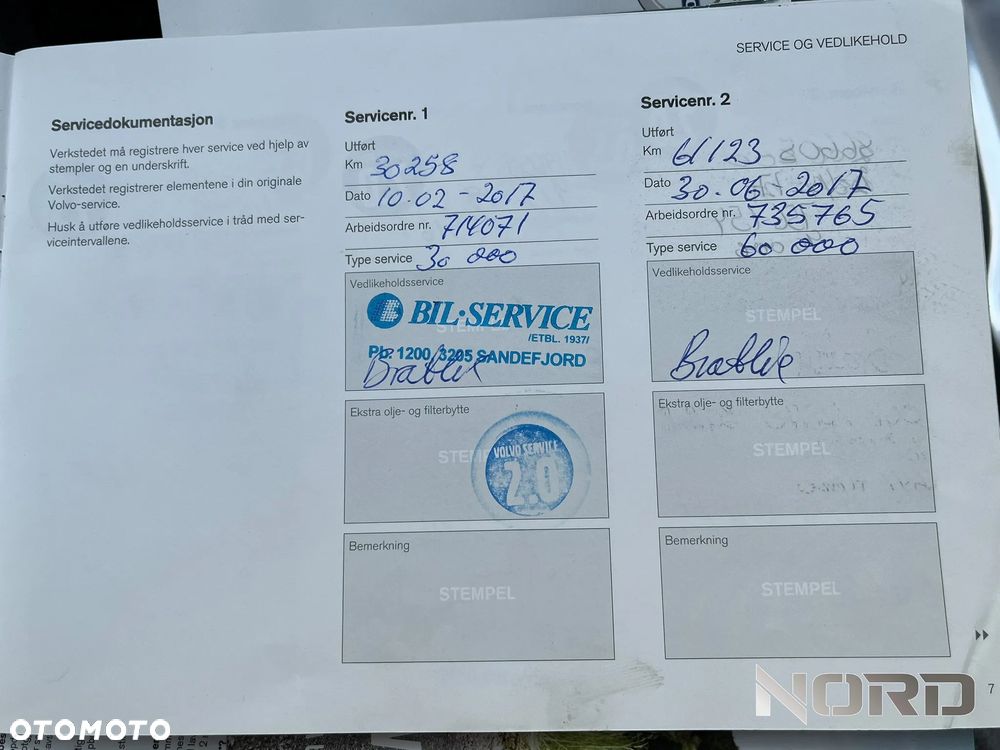 SERVICE OG VEDLIKEHOLD
Servicedokumentasjon
Verkstedet må registrere hver service ved hjelp av
stempler og en underskrift.
Verkstedet registrerer elementene i din originale
Volvo-service.
Husk å utføre vedlikeholdsservice i tråd med ser-
viceintervallene.
Servicenr. 1
Utført
Km 30258
Dato 10.02-2017
Arbeidsordre nr. 714071
Type service 30 000
Vedlikeholdsservice
STEMPEL
BIL-SERVICE
/ETBL. 1937/
Pb. 1200, 3205 SANDEFJORD
Ekstra olje- og filterbytte
VOLVO SERVICE
2.0
Bemerkning
STEMPEL
Servicenr. 2
Utført
Km 61123
Dato 30.06 2017
Arbeidsordre nr. 735765
Type service 60 000
Vedlikeholdsservice
STEMPEL
Ekstra olje- og filterbytte
STEMPEL
Bemerkning
STEMPEL
7
NORD
OTOMOTO